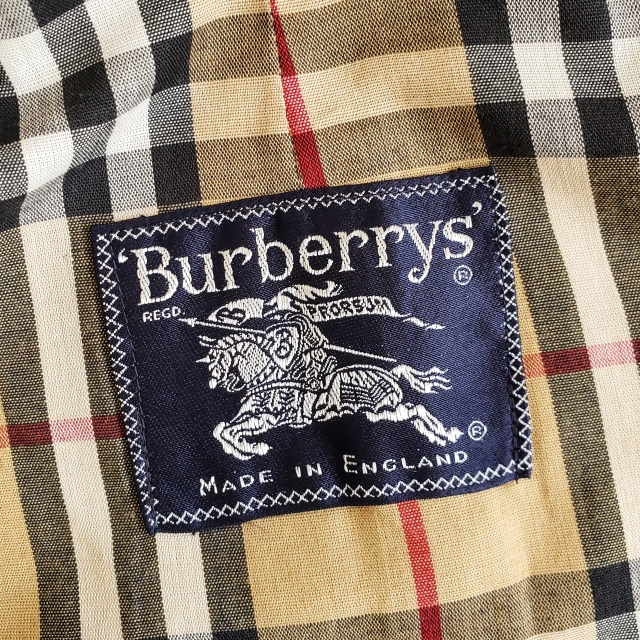 'Burberrys'
®
REGD.
PRORSUM
®
MADE IN ENGLAND